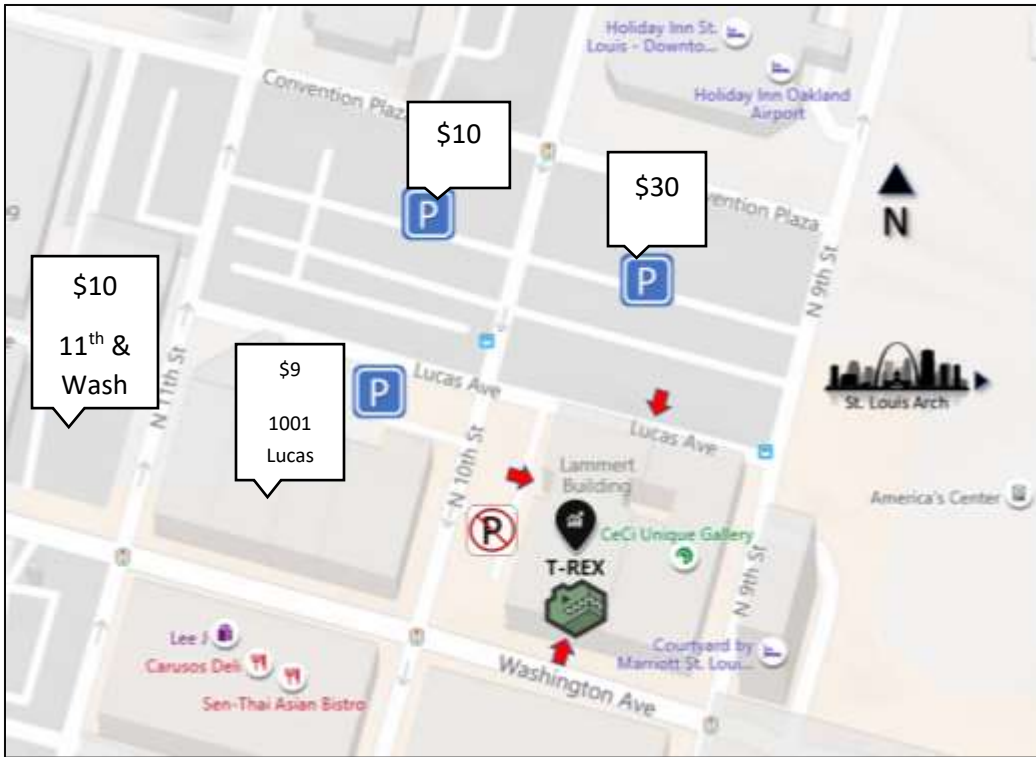 Holiday Inn St.
Louis - Downto...
Holiday Inn Oakland
Airport
Convention Plaza
$10
$30
vention Plaza
N
N 9th St
$10
11th &
Wash
N 11th St
$9
1001
Lucas
P
P
P
Lucas Ave
St. Louis Arch
Lucas Ave
N 10th St
Lammert
Building
America's Center
P
CeCi Unique Gallery
T-REX
N 9th St
Lee J
Carusos Deli
Sen-Thai Asian Bistro
Courtyard by
Marriott St. Loui...
Washington Ave